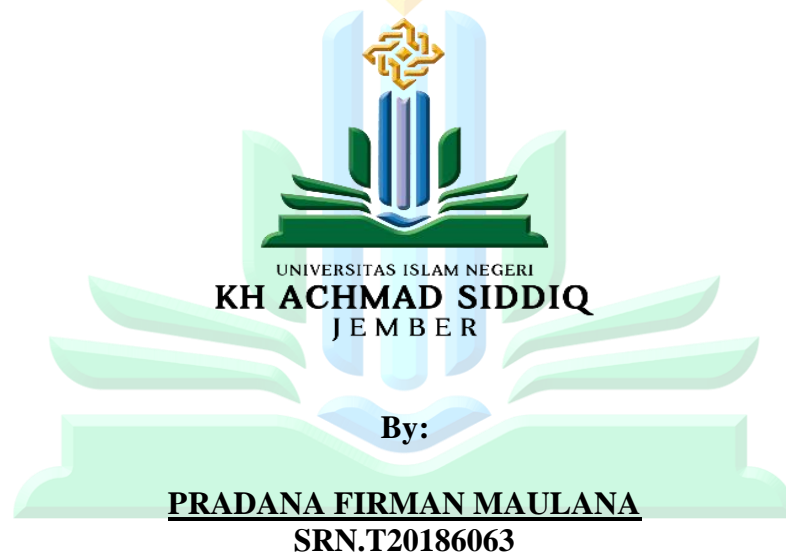 UNIVERSITAS ISLAM NEGERI
KH ACHMAD SIDDIQ
JEMBER
By:
PRADANA FIRMAN MAULANA
SRN.T20186063